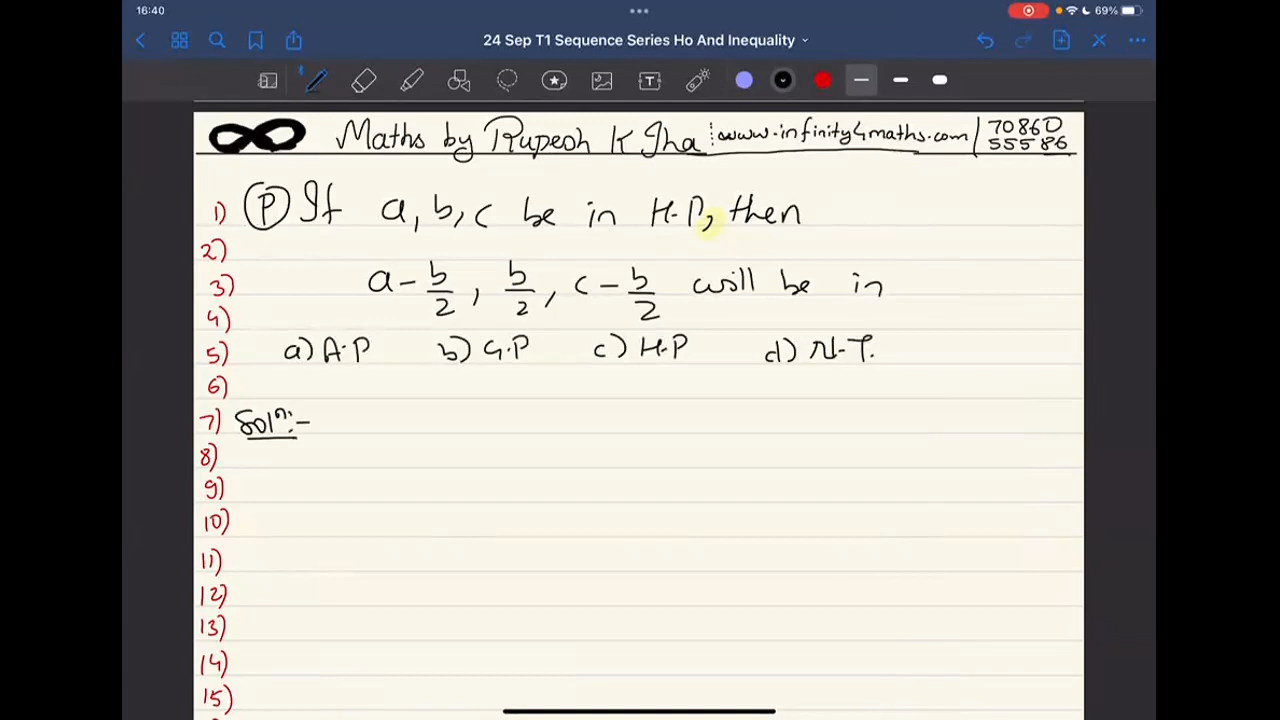 16:40
69%
24 Sep T1 Sequence Series Ho And Inequality
Maths by Rupesh K Jha www.infinity4maths.com 70860 55586
1) P If a, b, c be in H.P, then
2)
3) a - b/2, b/2, c - b/2 will be in
4)
5) a) A.P b) G.P c) H.P d) N.T.
6)
7) Solⁿ:-
8)
9)
10)
11)
12)
13)
14)
15)